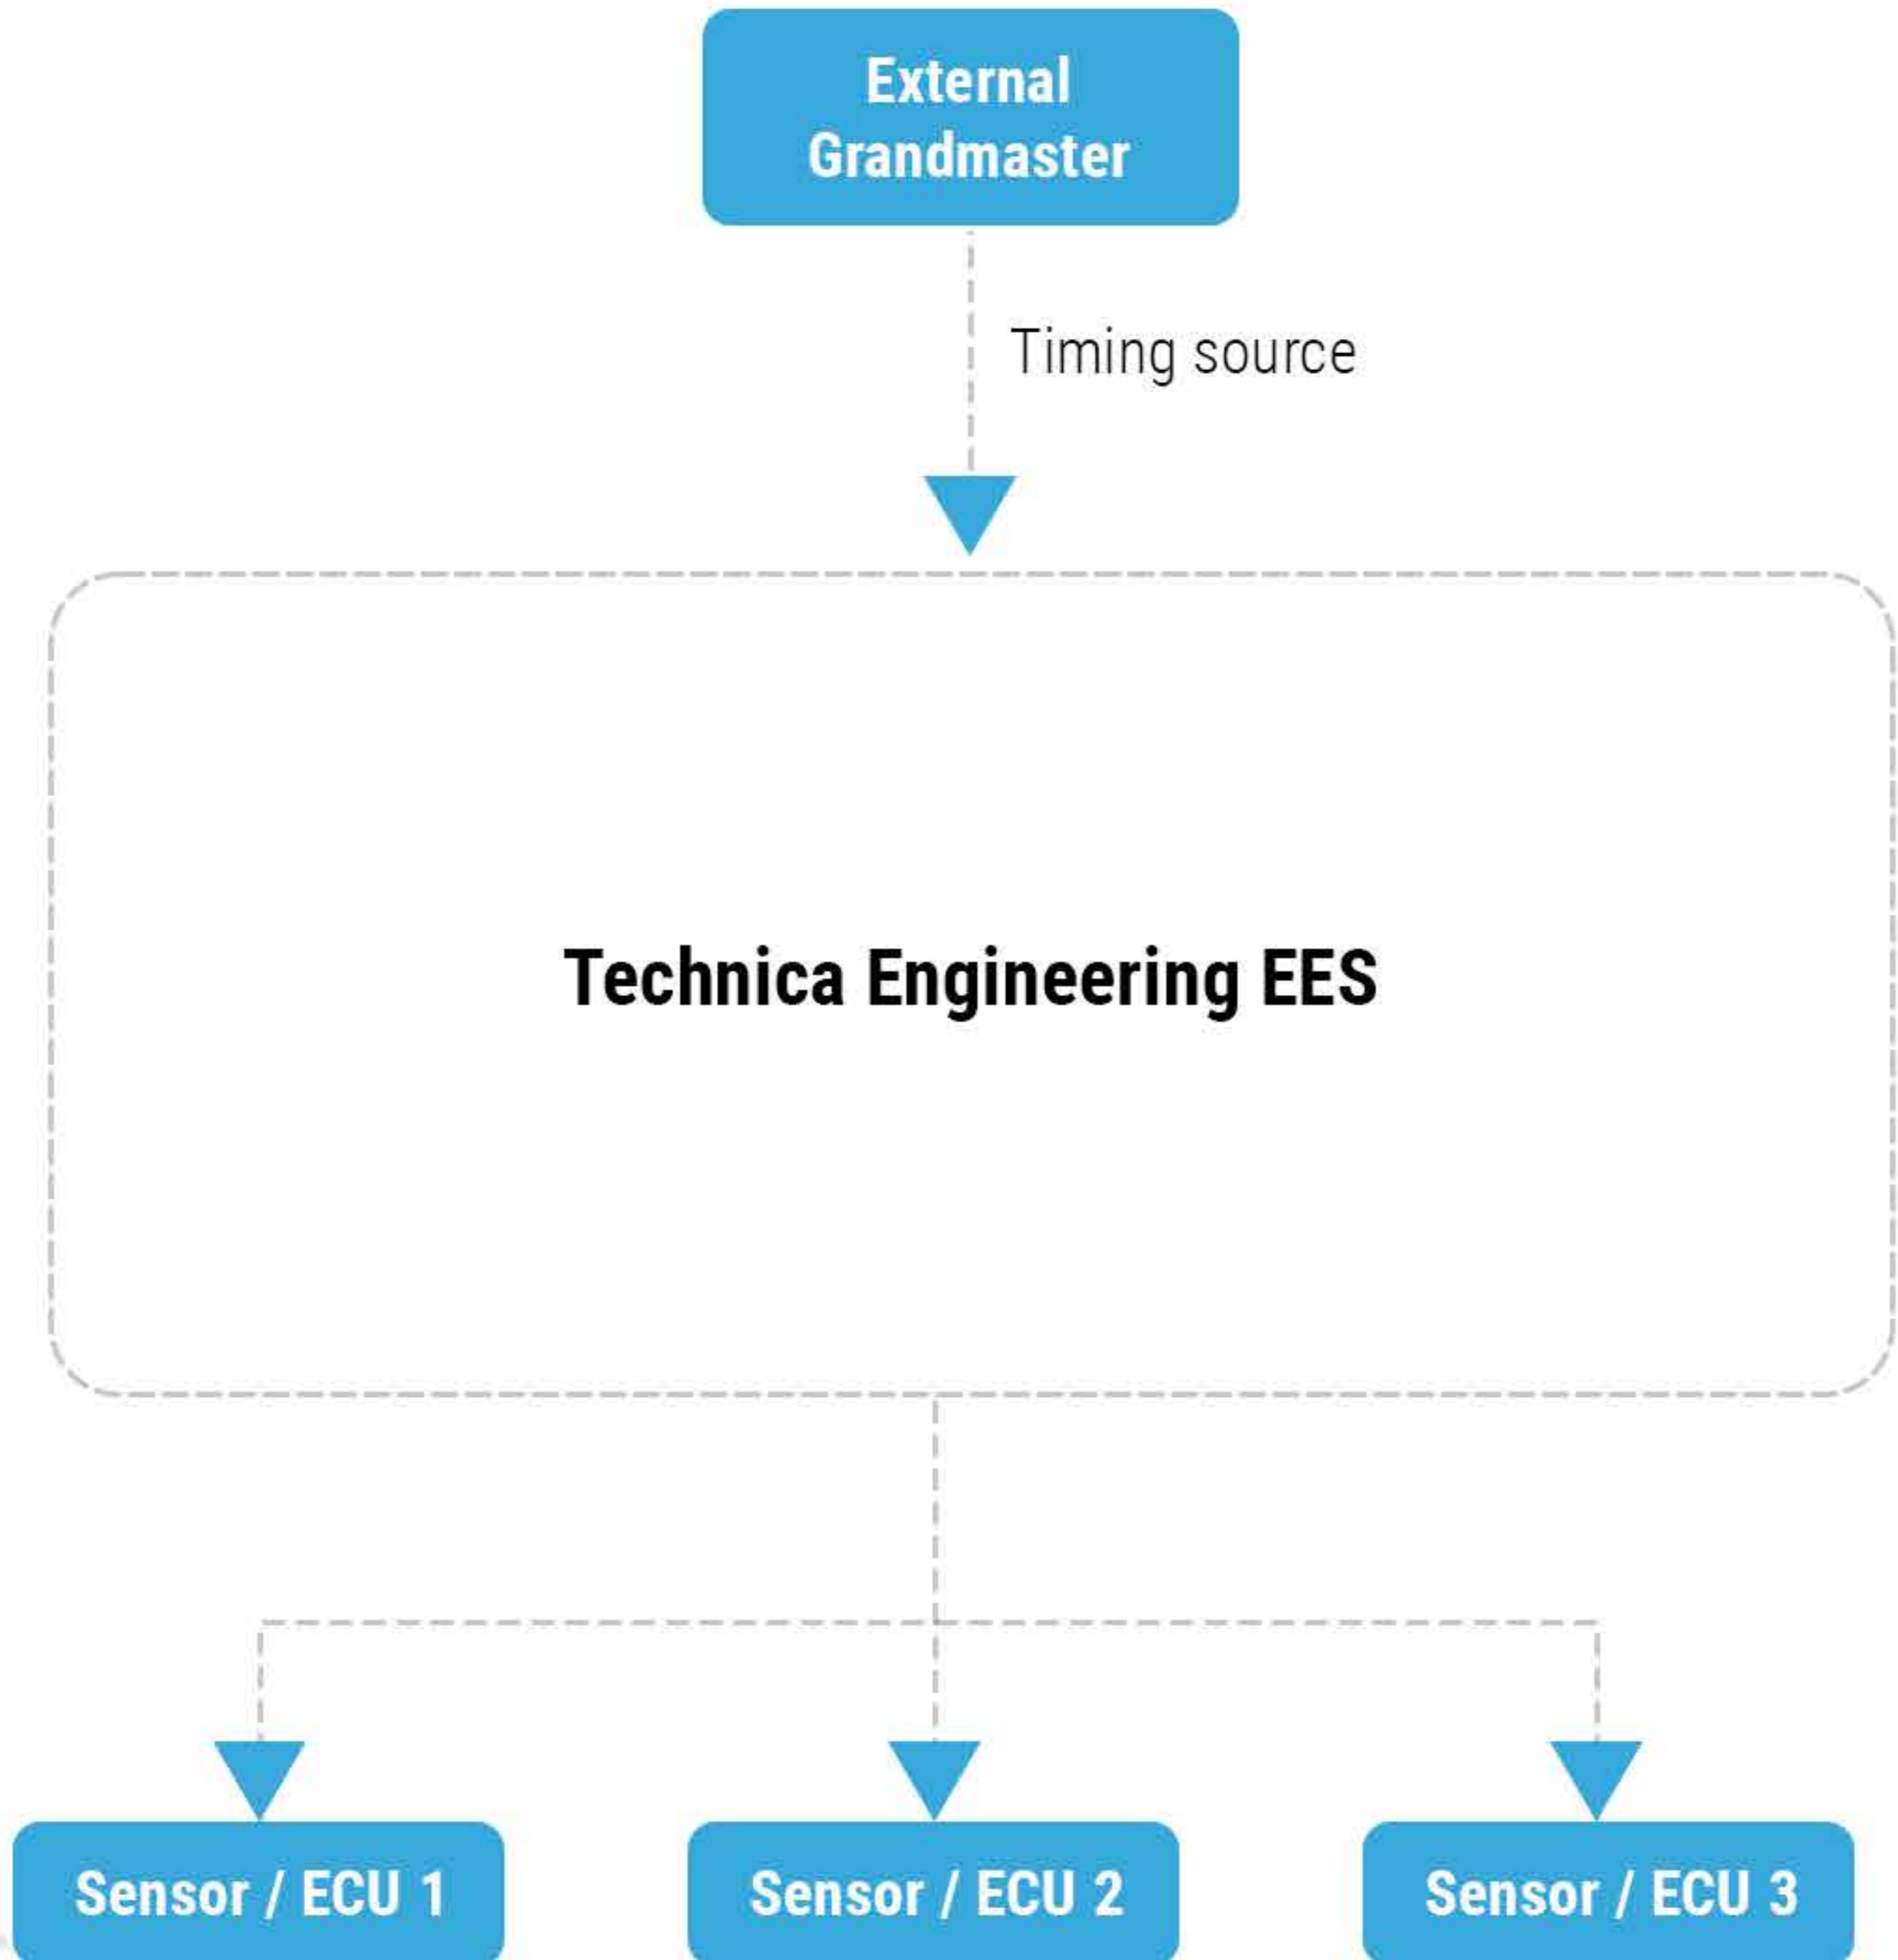 External
Grandmaster
Timing source
Technica Engineering EES
Sensor / ECU 1
Sensor / ECU 2
Sensor / ECU 3